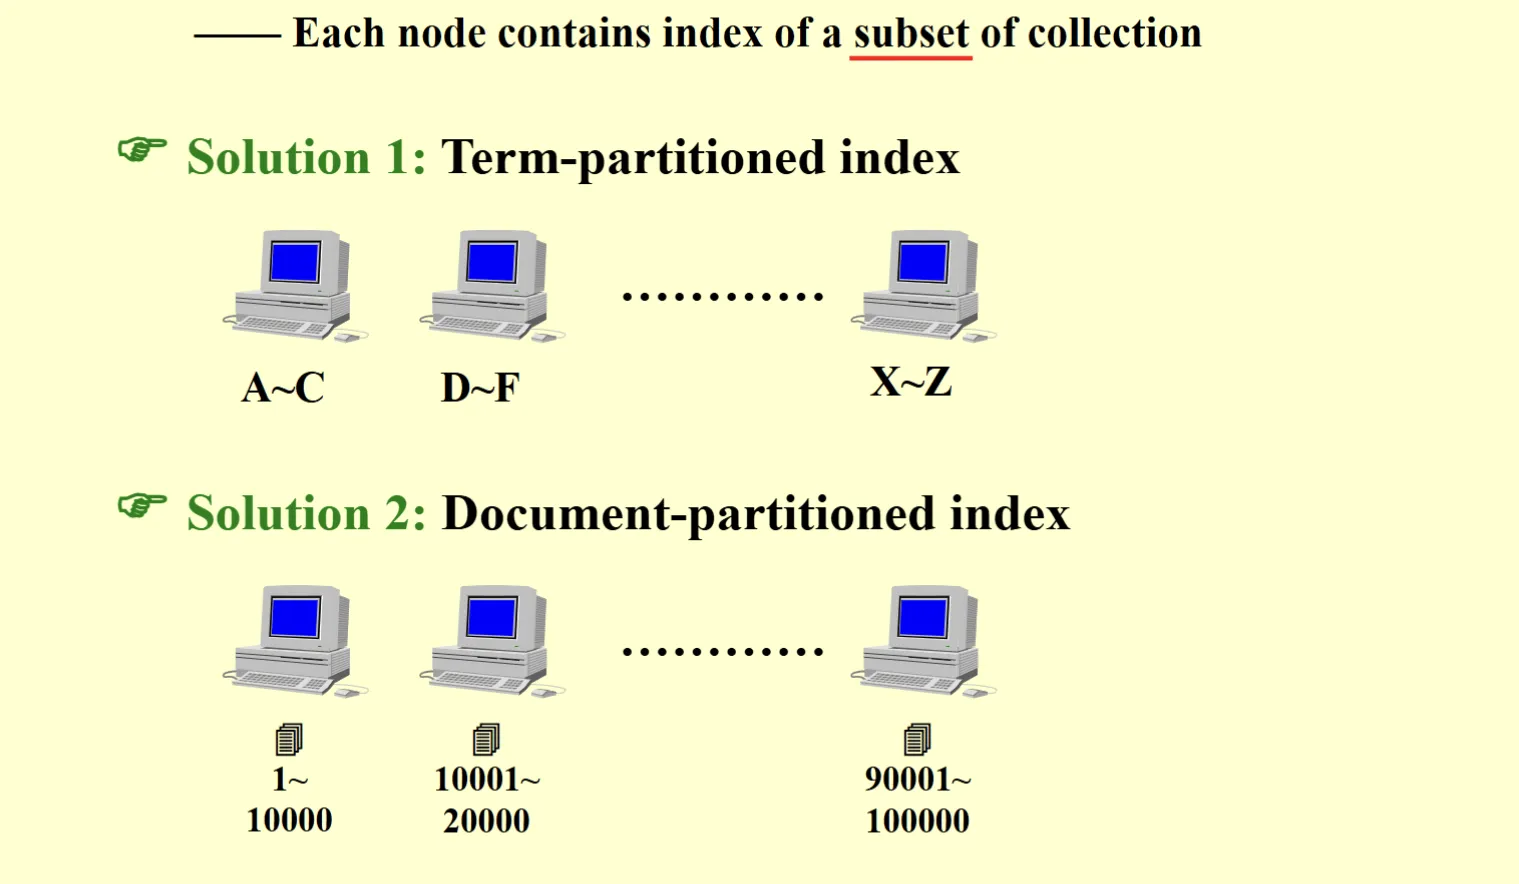 —— Each node contains index of a subset of collection
☞ Solution 1: Term-partitioned index
............
A~C D~F X~Z
☞ Solution 2: Document-partitioned index
............
1~ 10001~ 90001~
10000 20000 100000